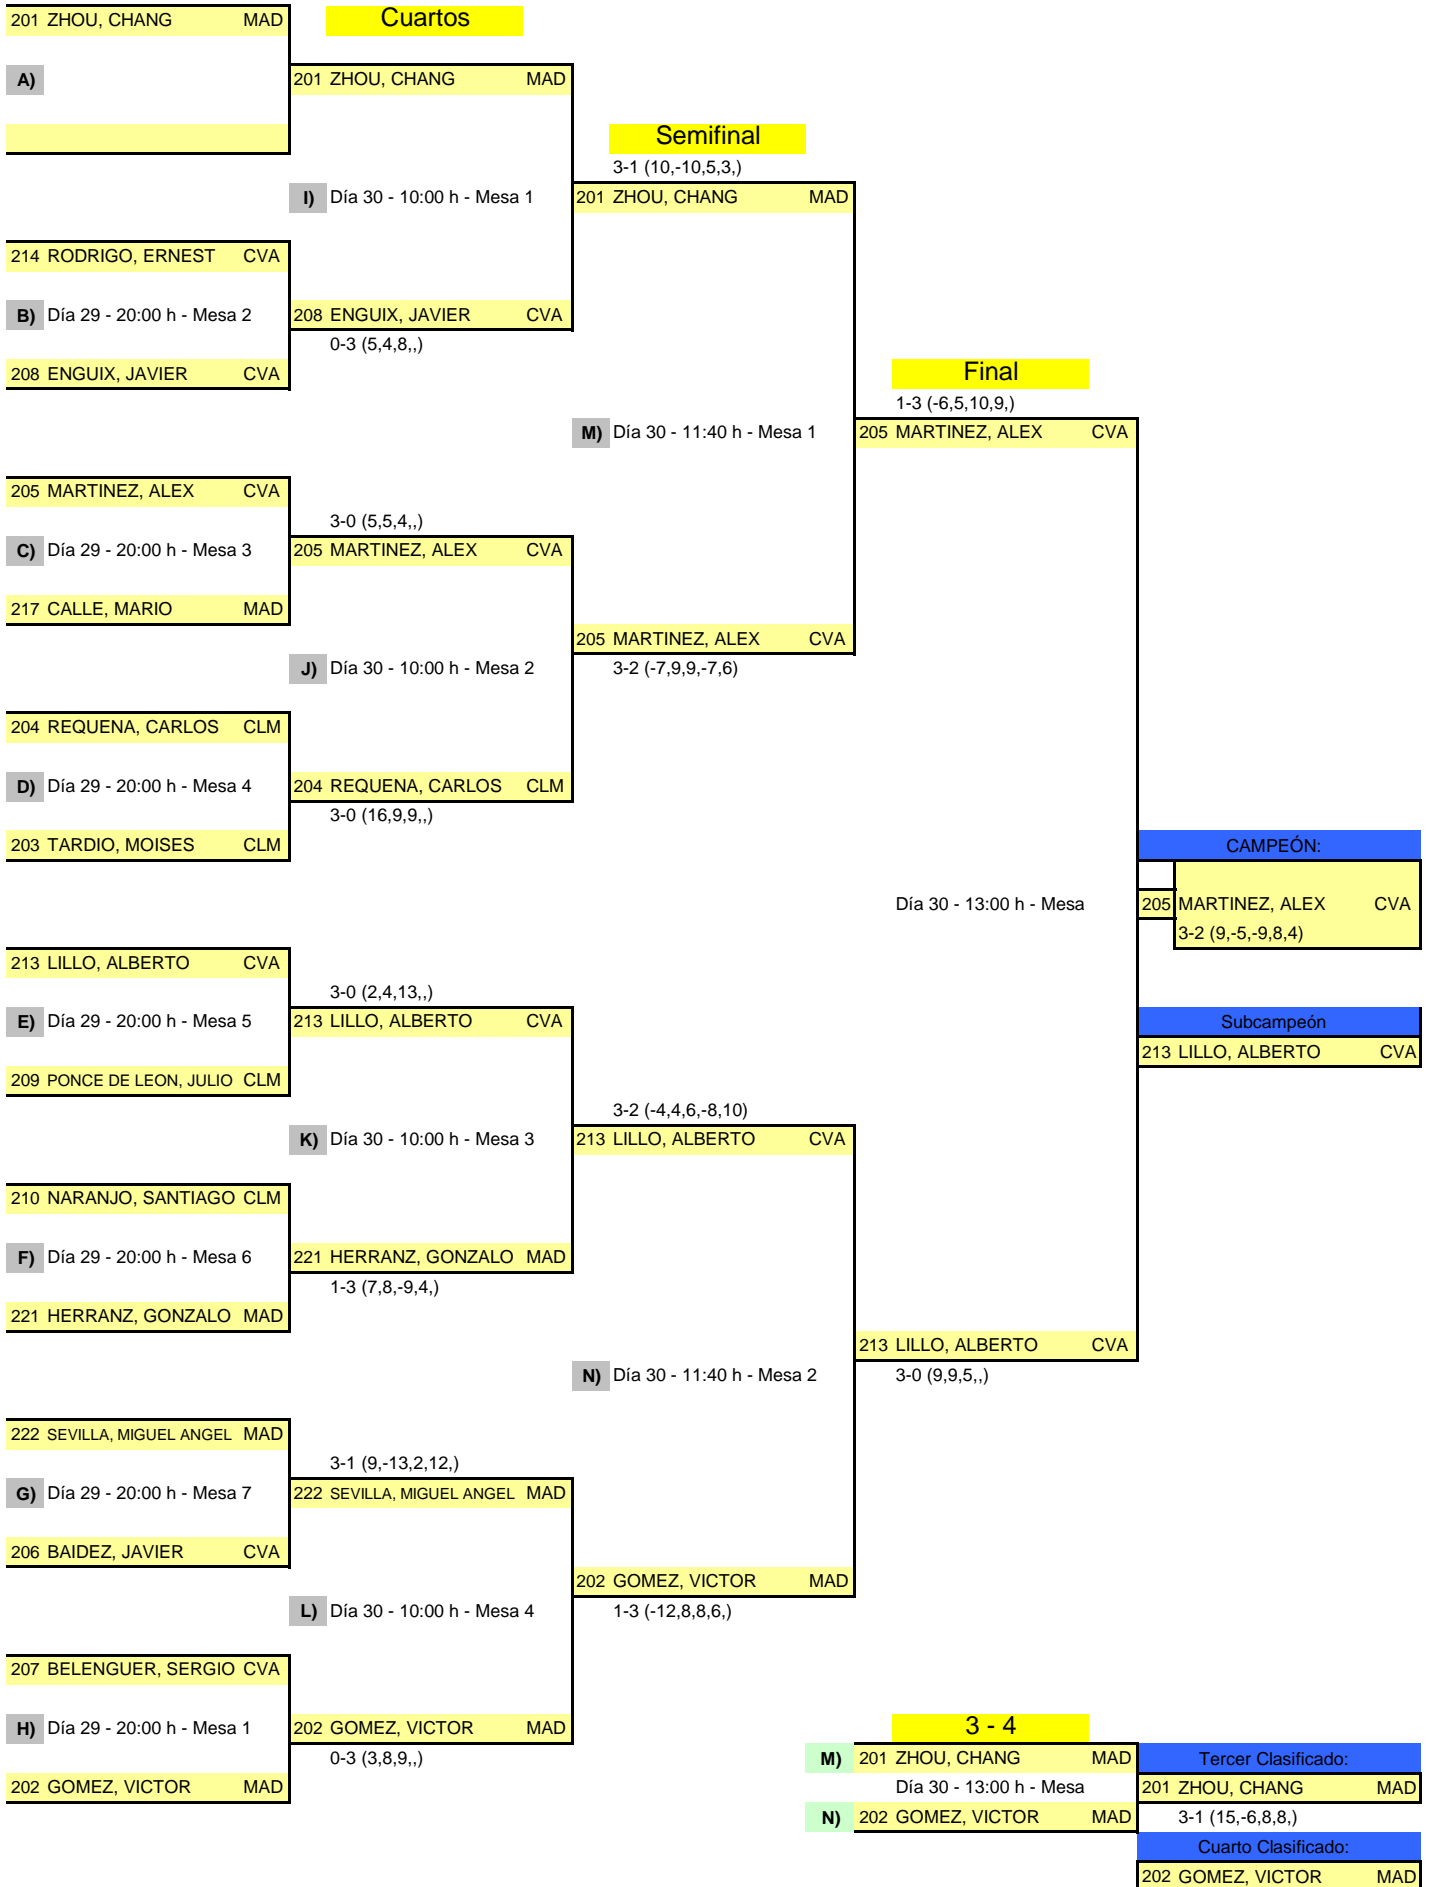 201 ZHOU, CHANG MAD
Cuartos
A)
201 ZHOU, CHANG MAD
Semifinal
3-1 (10,-10,5,3,)
I) Día 30 - 10:00 h - Mesa 1
201 ZHOU, CHANG MAD
214 RODRIGO, ERNEST CVA
B) Día 29 - 20:00 h - Mesa 2
208 ENGUIX, JAVIER CVA
0-3 (5,4,8,,)
208 ENGUIX, JAVIER CVA
Final
1-3 (-6,5,10,9,)
M) Día 30 - 11:40 h - Mesa 1
205 MARTINEZ, ALEX CVA
205 MARTINEZ, ALEX CVA
3-0 (5,5,4,,)
C) Día 29 - 20:00 h - Mesa 3
205 MARTINEZ, ALEX CVA
217 CALLE, MARIO MAD
205 MARTINEZ, ALEX CVA
J) Día 30 - 10:00 h - Mesa 2
3-2 (-7,9,9,-7,6)
204 REQUENA, CARLOS CLM
D) Día 29 - 20:00 h - Mesa 4
204 REQUENA, CARLOS CLM
3-0 (16,9,9,,)
203 TARDIO, MOISES CLM
CAMPEÓN:
Día 30 - 13:00 h - Mesa
205 MARTINEZ, ALEX CVA
3-2 (9,-5,-9,8,4)
213 LILLO, ALBERTO CVA
3-0 (2,4,13,,)
E) Día 29 - 20:00 h - Mesa 5
213 LILLO, ALBERTO CVA
Subcampeón
213 LILLO, ALBERTO CVA
209 PONCE DE LEON, JULIO CLM
3-2 (-4,4,6,-8,10)
K) Día 30 - 10:00 h - Mesa 3
213 LILLO, ALBERTO CVA
210 NARANJO, SANTIAGO CLM
F) Día 29 - 20:00 h - Mesa 6
221 HERRANZ, GONZALO MAD
1-3 (7,8,-9,4,)
221 HERRANZ, GONZALO MAD
213 LILLO, ALBERTO CVA
N) Día 30 - 11:40 h - Mesa 2
3-0 (9,9,5,,)
222 SEVILLA, MIGUEL ANGEL MAD
3-1 (9,-13,2,12,)
G) Día 29 - 20:00 h - Mesa 7
222 SEVILLA, MIGUEL ANGEL MAD
206 BAIDEZ, JAVIER CVA
202 GOMEZ, VICTOR MAD
L) Día 30 - 10:00 h - Mesa 4
1-3 (-12,8,8,6,)
207 BELENGUER, SERGIO CVA
H) Día 29 - 20:00 h - Mesa 1
202 GOMEZ, VICTOR MAD
0-3 (3,8,9,,)
202 GOMEZ, VICTOR MAD
3 - 4
M) 201 ZHOU, CHANG MAD
Tercer Clasificado:
Día 30 - 13:00 h - Mesa
201 ZHOU, CHANG MAD
N) 202 GOMEZ, VICTOR MAD
3-1 (15,-6,8,8,)
Cuarto Clasificado:
202 GOMEZ, VICTOR MAD